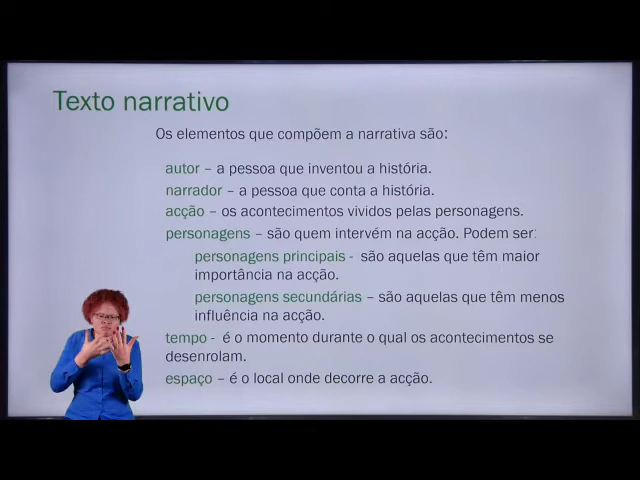 Texto narrativo
Os elementos que compõem a narrativa são:
autor – a pessoa que inventou a história.
narrador – a pessoa que conta a história.
acção – os acontecimentos vividos pelas personagens.
personagens – são quem intervém na acção. Podem ser:
personagens principais - são aquelas que têm maior
importância na acção.
personagens secundárias – são aquelas que têm menos
influência na acção.
tempo - é o momento durante o qual os acontecimentos se
desenrolam.
espaço – é o local onde decorre a acção.